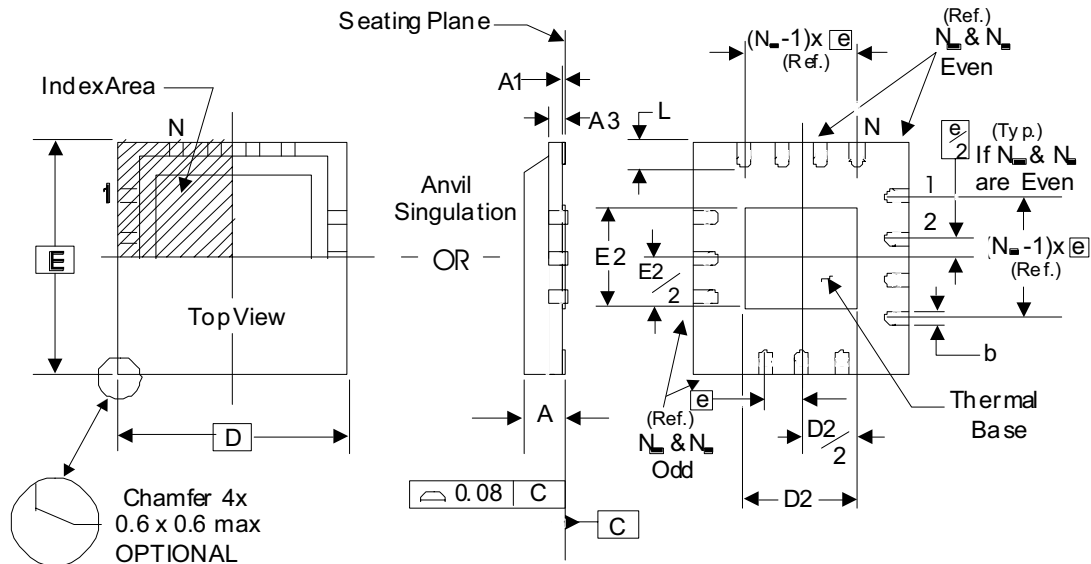 Seating Plane
(Ref.)
N & N
Even
(N -1)x e
(Ref.)
IndexArea
A1
A3
L
N
N
e/2
(Typ.)
If N & N
are Even
1
1
2
Anvil
Singulation
OR
E
E2
E2/2
(N -1)x e
(Ref.)
TopView
b
A
e
(Ref.)
N & N
Odd
D2/2
Thermal
Base
D
D2
0.08 C
C
Chamfer 4x
0.6 x 0.6 max
OPTIONAL